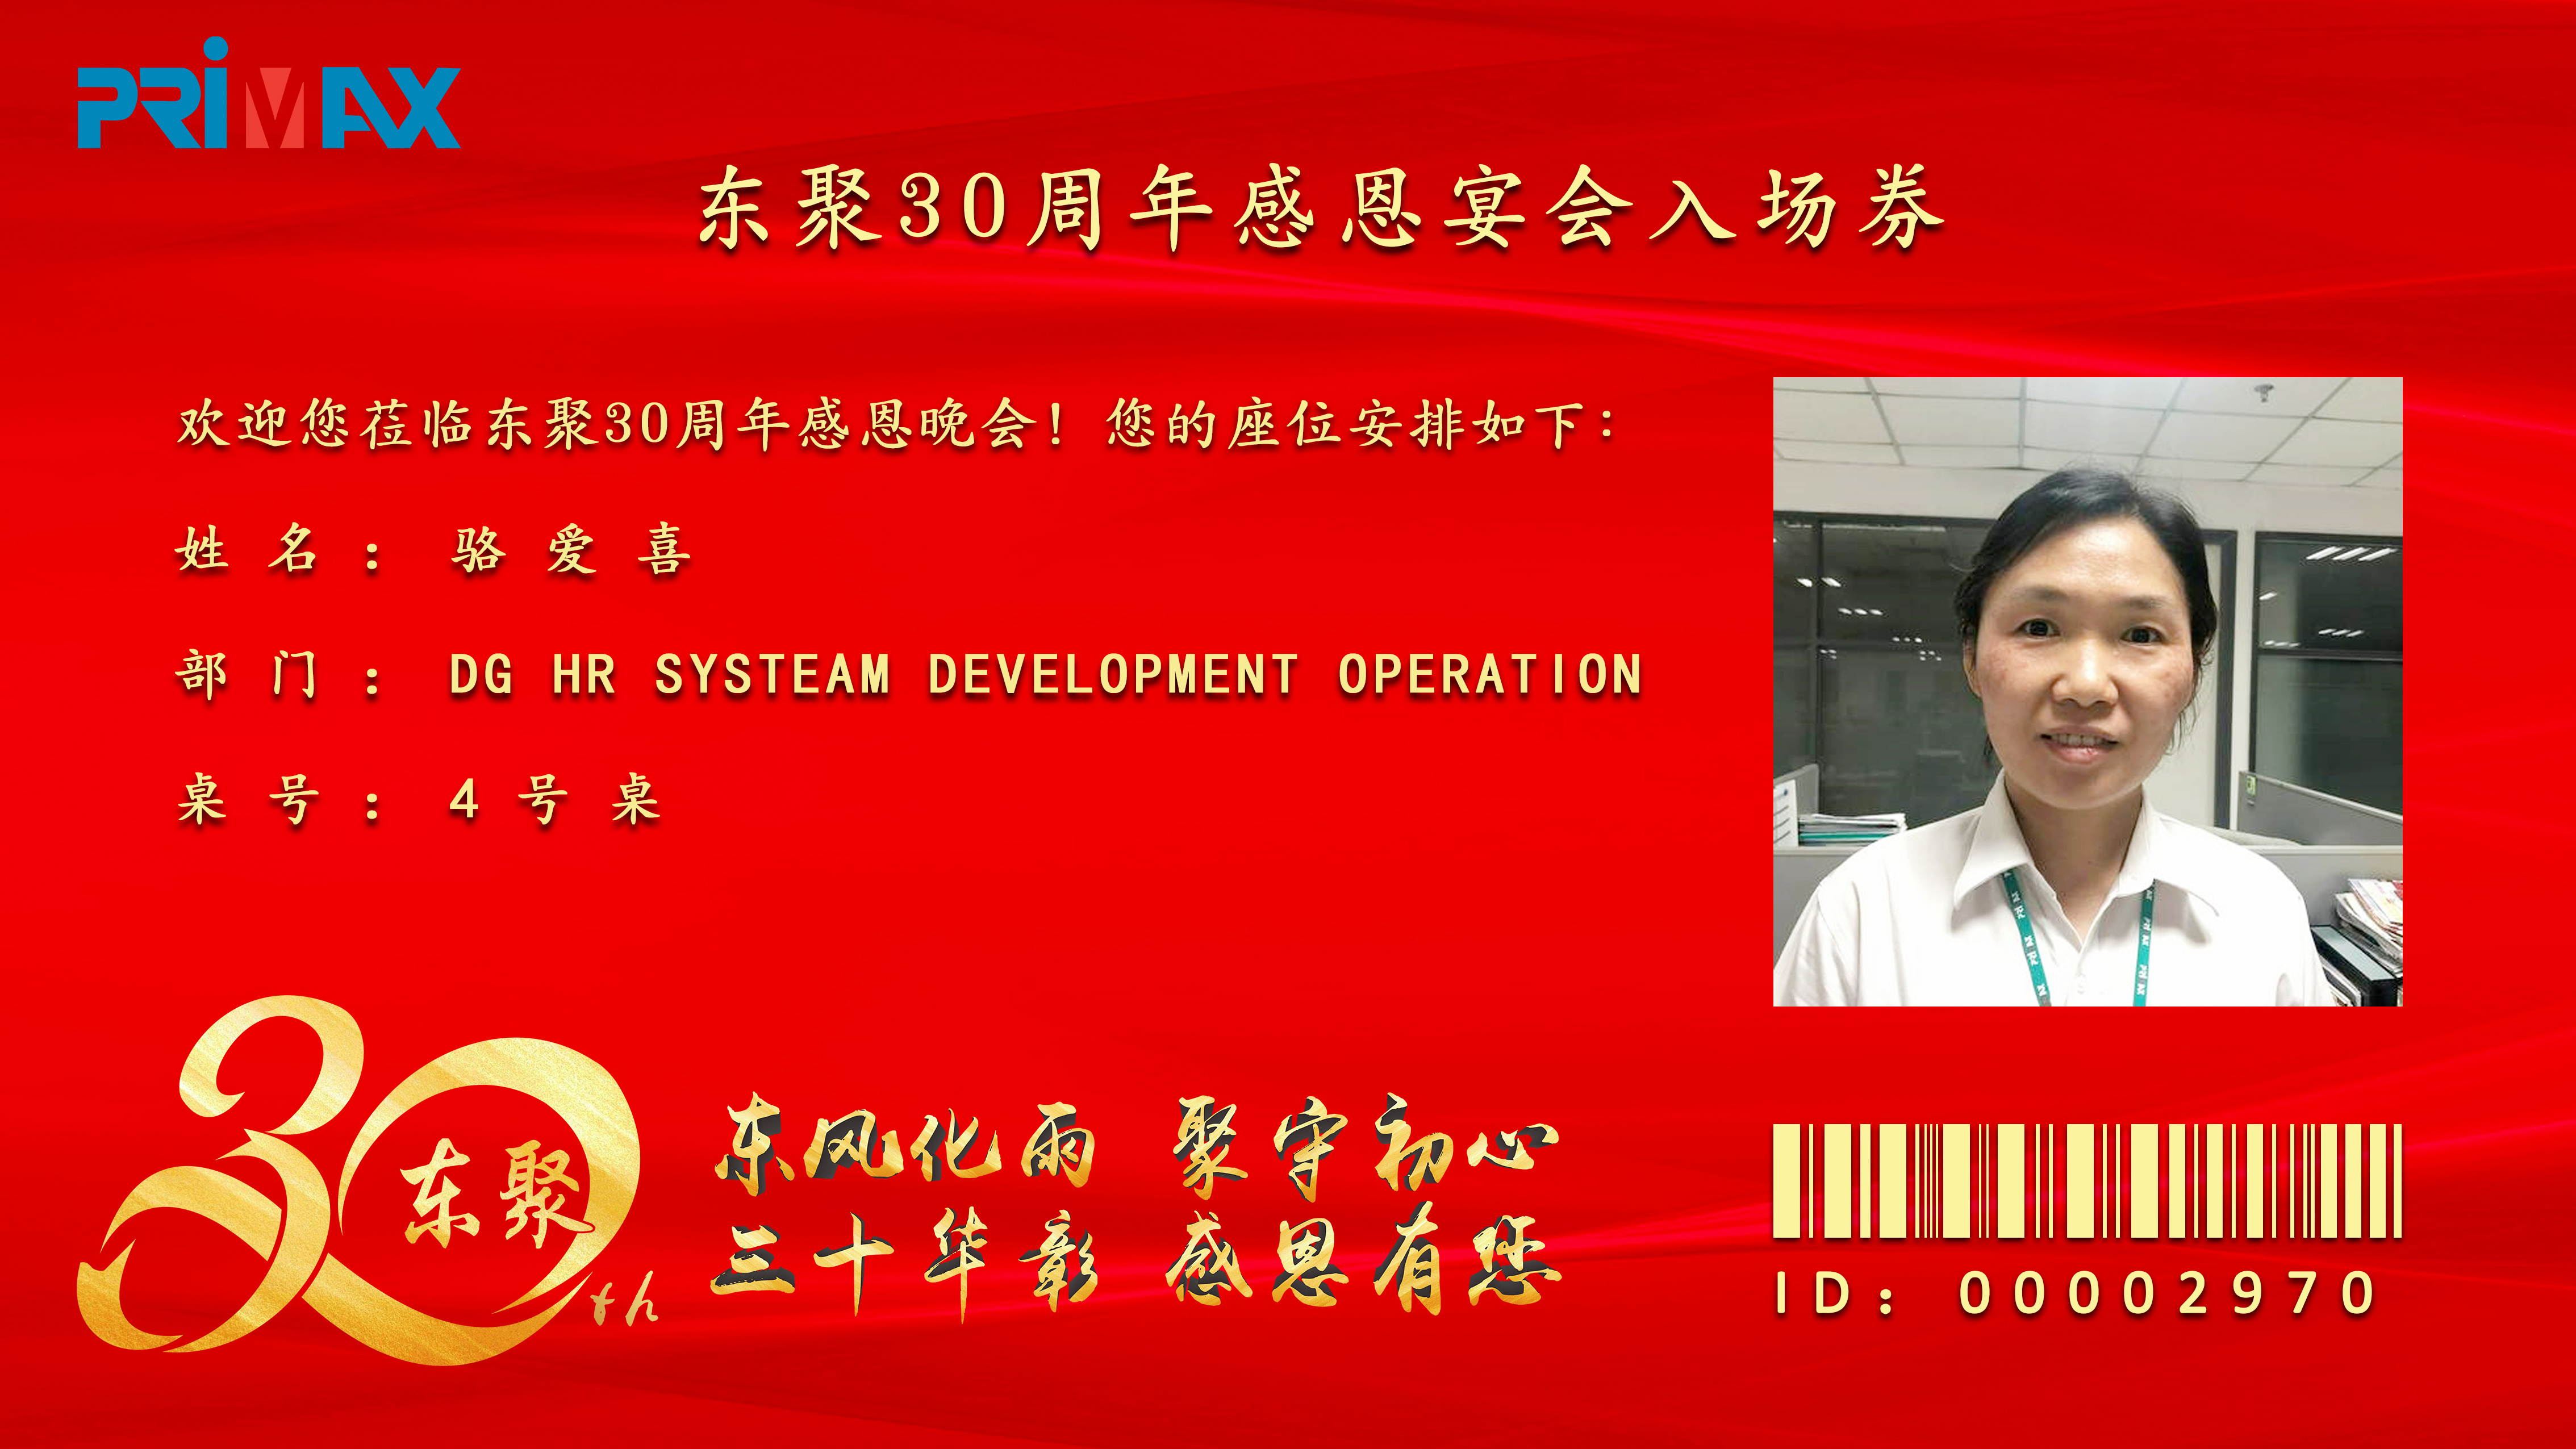 PRiMAX
东聚30周年感恩宴会入场券
欢迎您莅临东聚30周年感恩晚会！您的座位安排如下：
姓名：骆爱喜
部门：DG HR SYSTEAM DEVELOPMENT OPERATION
桌号：4号桌
30th
东聚
东风化雨 聚守初心
三十华彰 感恩有您
ID：00002970